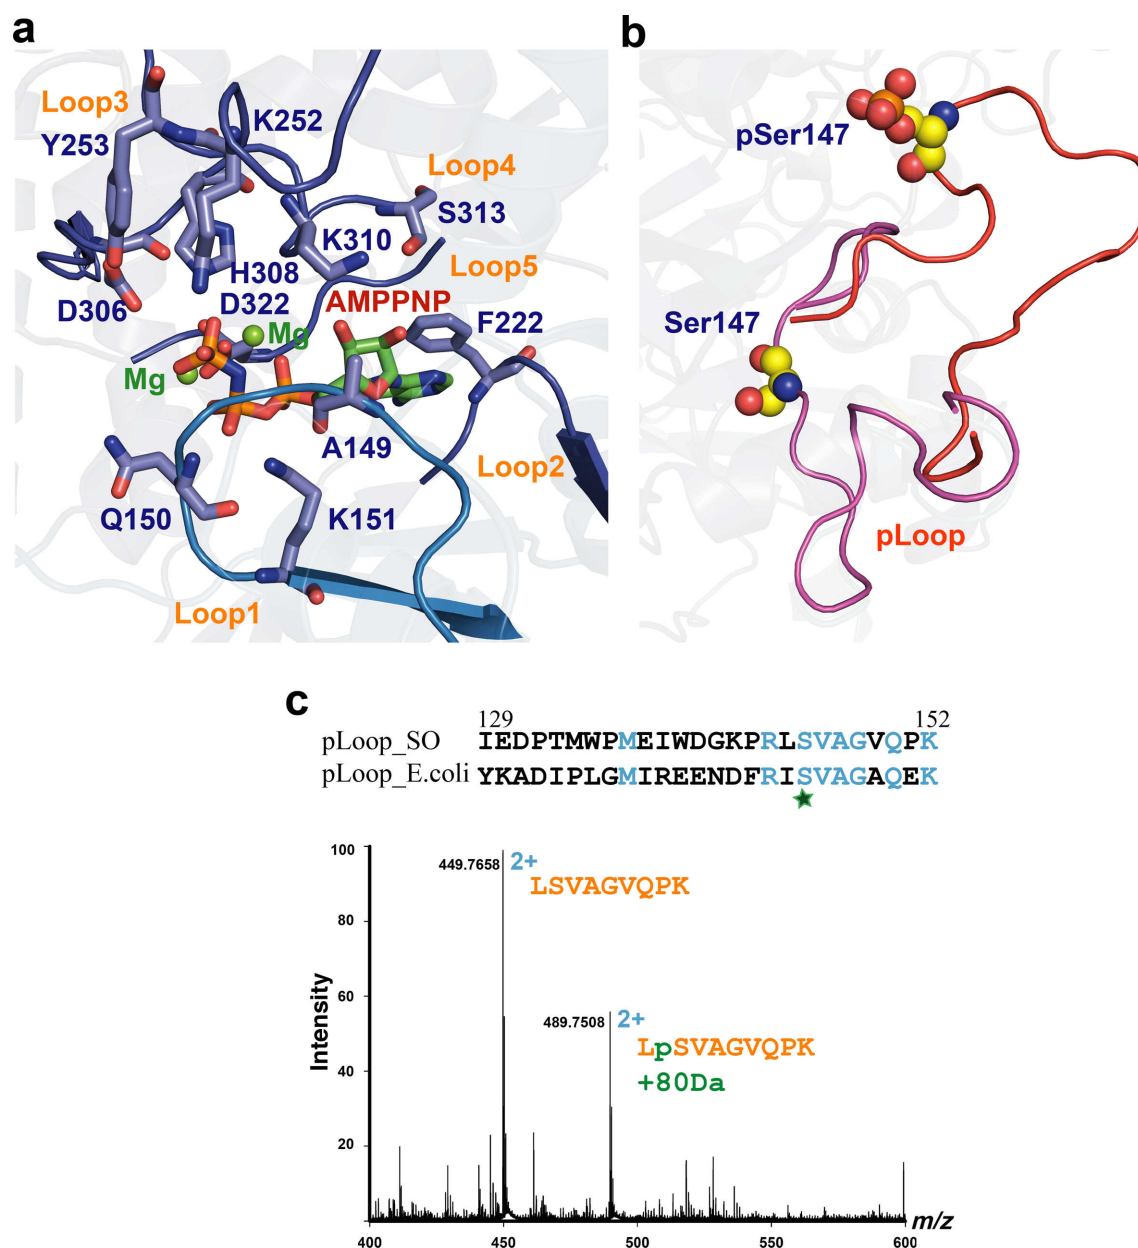 a
Loop3
Y253
K252
Loop4
S313
K310
Loop5
H308
D306
D322
AMPPNP
F222
Mg
Mg
A149
Loop2
Q150
K151
Loop1
b
pSer147
Ser147
pLoop
c
129 152
pLoop_SO IEDPTMWPMEIWDGKPRLSVAGVQPK
pLoop_E.coli YKADIPLGMIREENDFRISVAGAQEK
100
449.7658 2+
LSVAGVQPK
80
60
489.7508 2+
LpSVAGVQPK
+80Da
40
20
Intensity
m/z
400 450 500 550 600